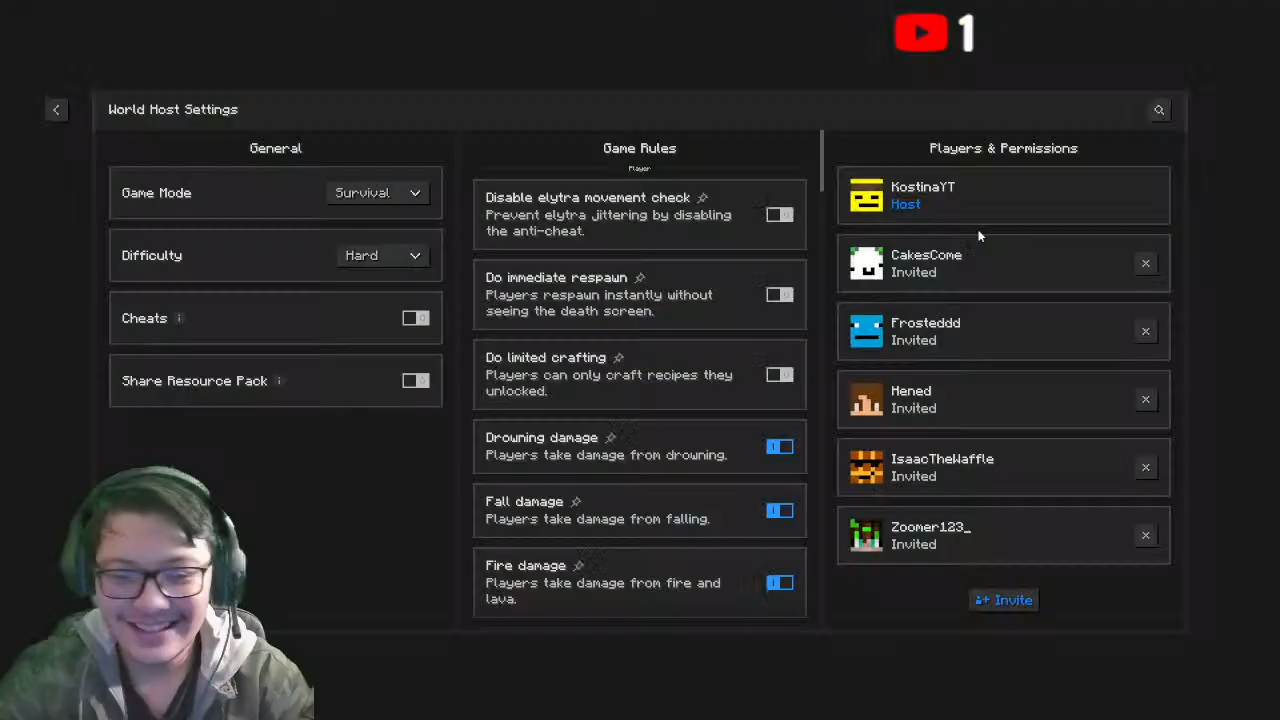 1
World Host Settings
General
Game Mode
Survival
Difficulty
Hard
Cheats
Share Resource Pack
Game Rules
Player
Disable elytra movement check
Prevent elytra jittering by disabling
the anti-cheat.
Do immediate respawn
Players respawn instantly without
seeing the death screen.
Do limited crafting
Players can only craft recipes they
unlocked.
Drowning damage
Players take damage from drowning.
Fall damage
Players take damage from falling.
Fire damage
Players take damage from fire and
lava.
Players & Permissions
KostinaYT
Host
CakesCome
Invited
Frosteddd
Invited
Hened
Invited
IsaacTheWaffle
Invited
Zoomer123_
Invited
Invite